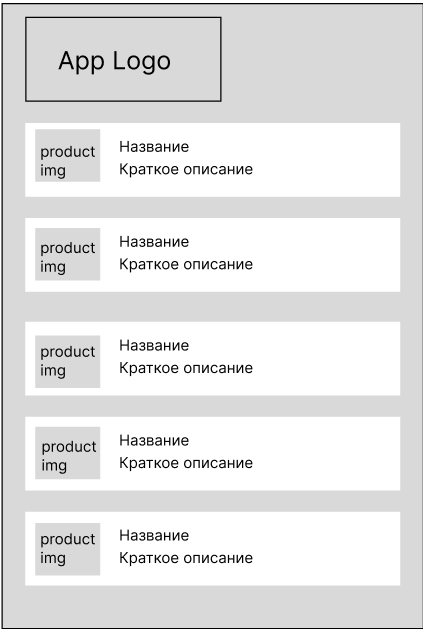 App Logo
product
img
Название
Краткое описание
product
img
Название
Краткое описание
product
img
Название
Краткое описание
product
img
Название
Краткое описание
product
img
Название
Краткое описание